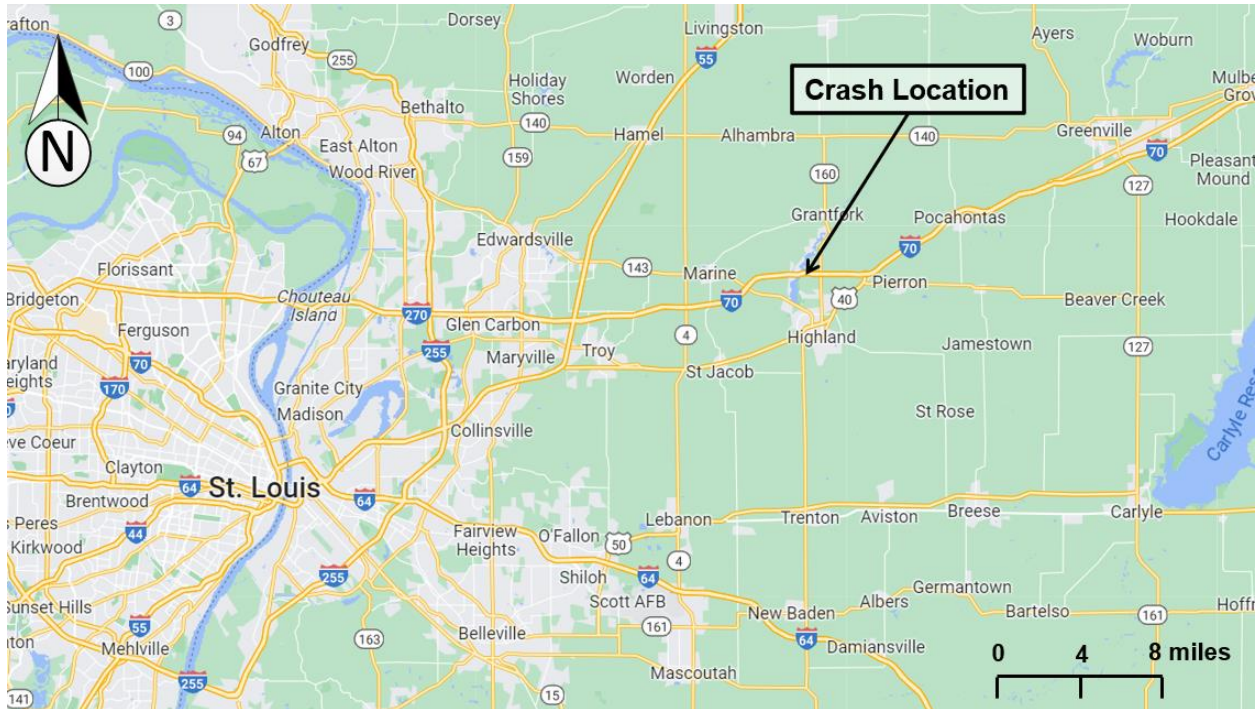 rafton
3
Dorsey
Livingston
Ayers
Woburn
Godfrey
255
55
100
Holiday
Shores
Worden
Crash Location
Mulbe
Grov
Bethalto
94
Alton
140
Hamel
Alhambra
140
Greenville
N
67
East Alton
159
70
Wood River
160
127
Pleasant
Mound
Grantfork
Pocahontas
Hookdale
Edwardsville
70
Florissant
143
Marine
Pierron
Bridgeton
Chouteau
Island
270
70
40
Beaver Creek
Ferguson
Glen Carbon
4
Highland
Jamestown
127
aryland
Heights
70
255
Maryville
Troy
170
Granite City
St Jacob
Madison
St Rose
eve Coeur
Collinsville
Carlyle Rese
Clayton
64
St. Louis
Brentwood
64
Lebanon
Trenton
Aviston
Breese
Carlyle
s Peres
44
Kirkwood
Fairview
Heights
O'Fallon
50
4
255
Shiloh
64
Germantown
Sunset Hills
Scott AFB
New Baden
Albers
Bartelso
161
Hoffm
55
163
Belleville
161
64
Damiansville
0 4 8 miles
nton
Mehlville
255
Mascoutah
141
15